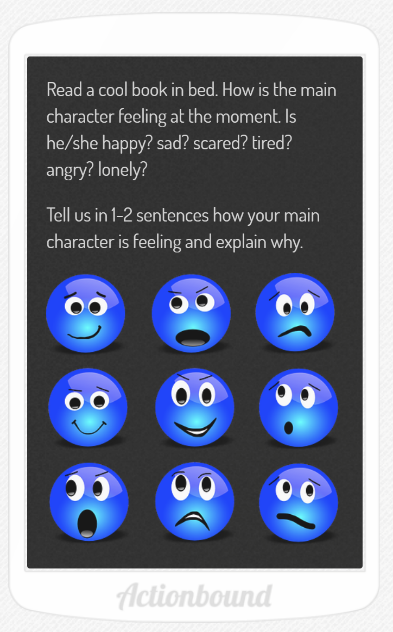 Read a cool book in bed. How is the main
character feeling at the moment. Is
he/she happy? sad? scared? tired?
angry? lonely?
Tell us in 1-2 sentences how your main
character is feeling and explain why.
Actionbound